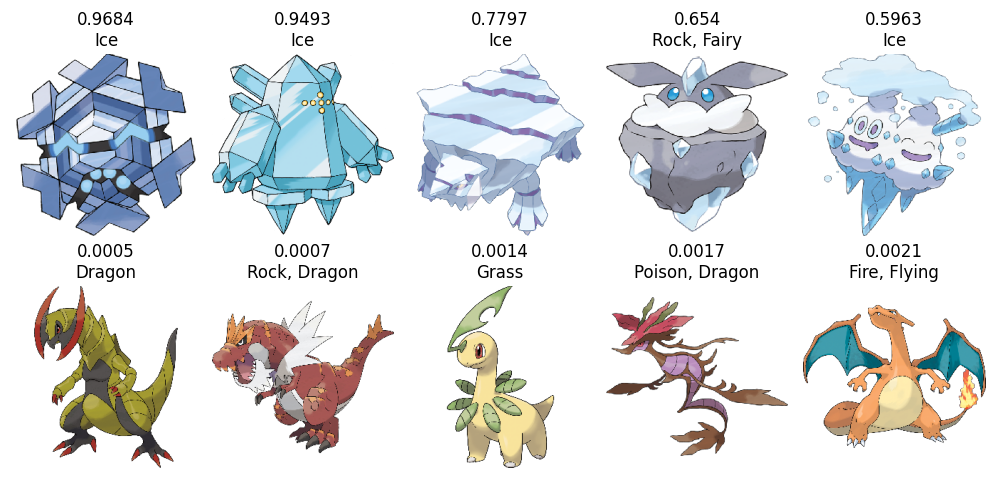 0.9684 0.9493 0.7797 0.654 0.5963
Ice Ice Ice Rock, Fairy Ice
0.0005 0.0007 0.0014 0.0017 0.0021
Dragon Rock, Dragon Grass Poison, Dragon Fire, Flying